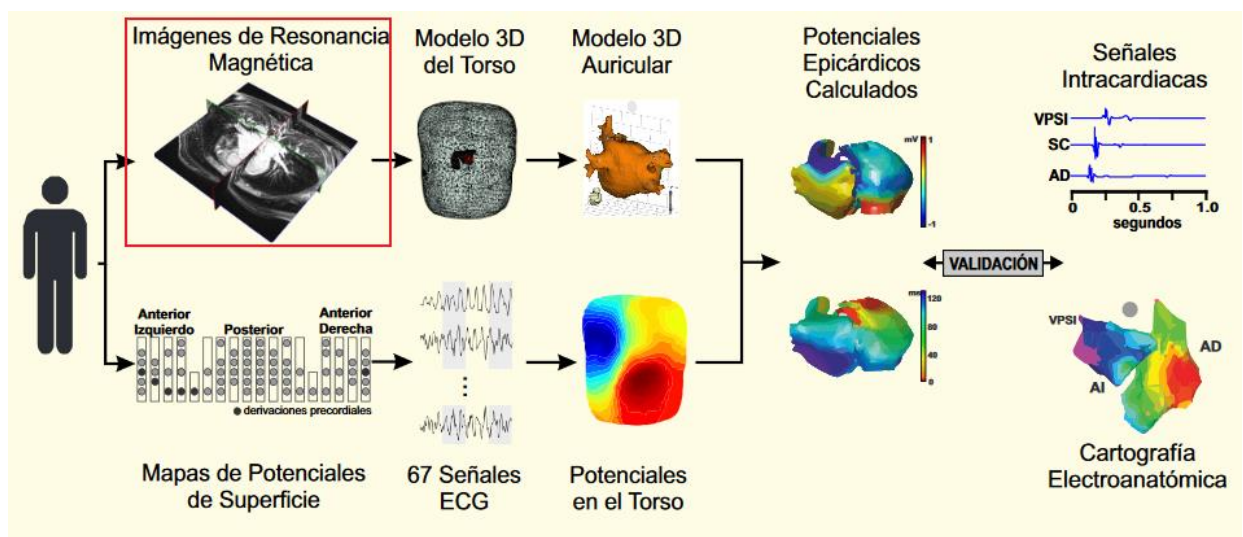 Imágenes de Resonancia
Magnética
Modelo 3D
del Torso
Modelo 3D
Auricular
Potenciales
Epicárdicos
Calculados
mV
1
-1
Señales
Intracardiacas
VPSI
SC
AD
0
0.5
1.0
segundos
VALIDACIÓN
Anterior
Izquierdo
Posterior
Anterior
Derecha
derivaciones precordiales
Mapas de Potenciales
de Superficie
67 Señales
ECG
Potenciales
en el Torso
120
80
40
0
VPSI
AD
AI
Cartografía
Electroanatómica